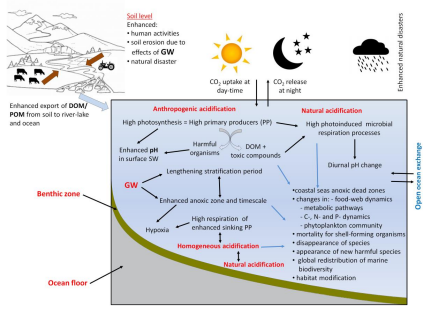 Soil level
Enhanced:
• human activities
• soil erosion due to
effects of GW
• natural disaster
CO2 uptake at
day-time
CO2 release
at night
Enhanced natural disasters
Enhanced export of DOM/
POM from soil to river-lake
and ocean
Anthropogenic acidification
Natural acidification
High photosynthesis = High primary producers (PP)
High photoinduced microbial
respiration processes
Enhanced pH
in surface SW
Harmful
organisms
DOM +
toxic compounds
Diurnal pH change
Open ocean exchange
Lengthening stratification period
GW
Benthic zone
Enhanced anoxic zone and timescale
Hypoxia
High respiration of
enhanced sinking PP
Homogeneous acidification
Natural acidification
Ocean floor
•coastal seas anoxic dead zones
• changes in: - food-web dynamics
- metabolic pathways
- C-, N- and P- dynamics
- phytoplankton community
• mortality for shell-forming organisms
• disappearance of species
• appearance of new harmful species
• global redistribution of marine
biodiversity
• habitat modification